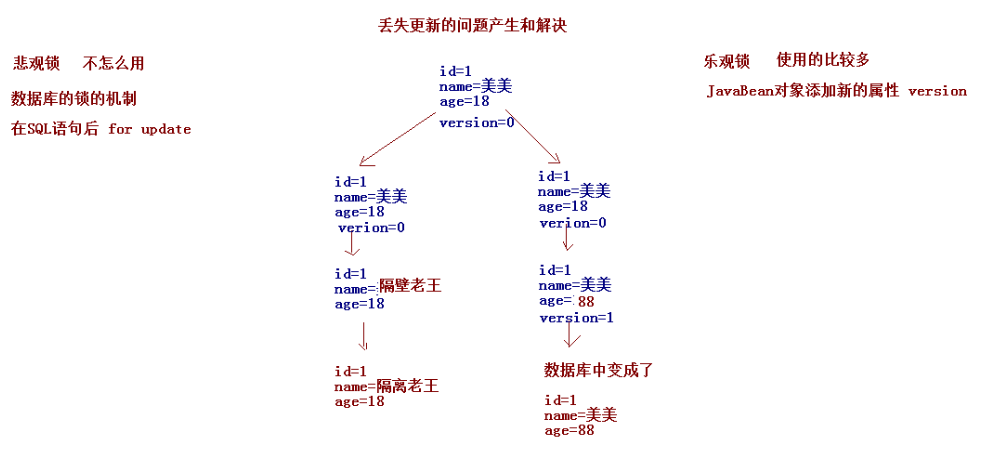 丢失更新的问题产生和解决
悲观锁 不怎么用
数据库的锁的机制
在SQL语句后 for update
乐观锁 使用的比较多
JavaBean对象添加新的属性 version
id=1
name=美美
age=18
version=0
id=1
name=美美
age=18
verion=0
id=1
name=隔壁老王
age=18
id=1
name=隔离老王
age=18
id=1
name=美美
age=18
verion=0
id=1
name=美美
age=88
version=1
数据库中变成了
id=1
name=美美
age=88